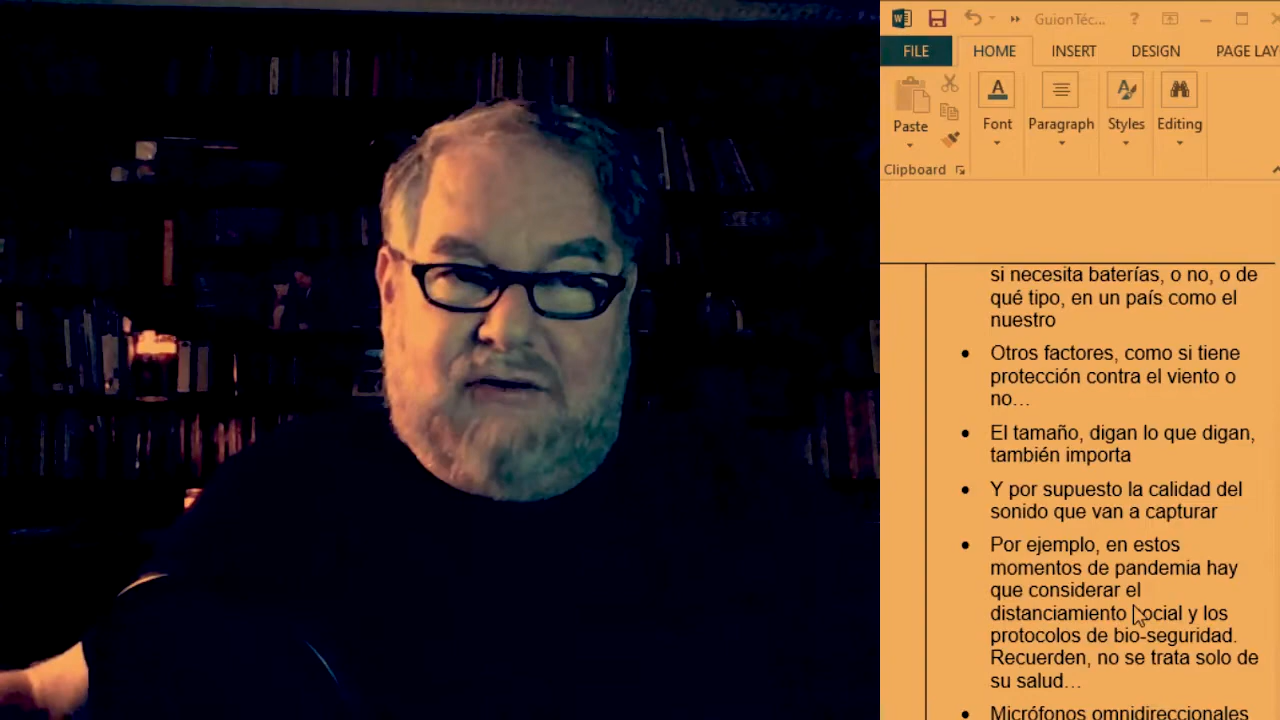 GuionTéc...
FILE
HOME
INSERT
DESIGN
PAGE LAY
Paste
Font
Paragraph
Styles
Editing
Clipboard
si necesita baterías, o no, o de
qué tipo, en un país como el
nuestro
• Otros factores, como si tiene
protección contra el viento o
no…
• El tamaño, digan lo que digan,
también importa
• Y por supuesto la calidad del
sonido que van a capturar
• Por ejemplo, en estos
momentos de pandemia hay
que considerar el
distanciamiento social y los
protocolos de bio-seguridad.
Recuerden, no se trata solo de
su salud…
• Micrófonos omnidireccionales